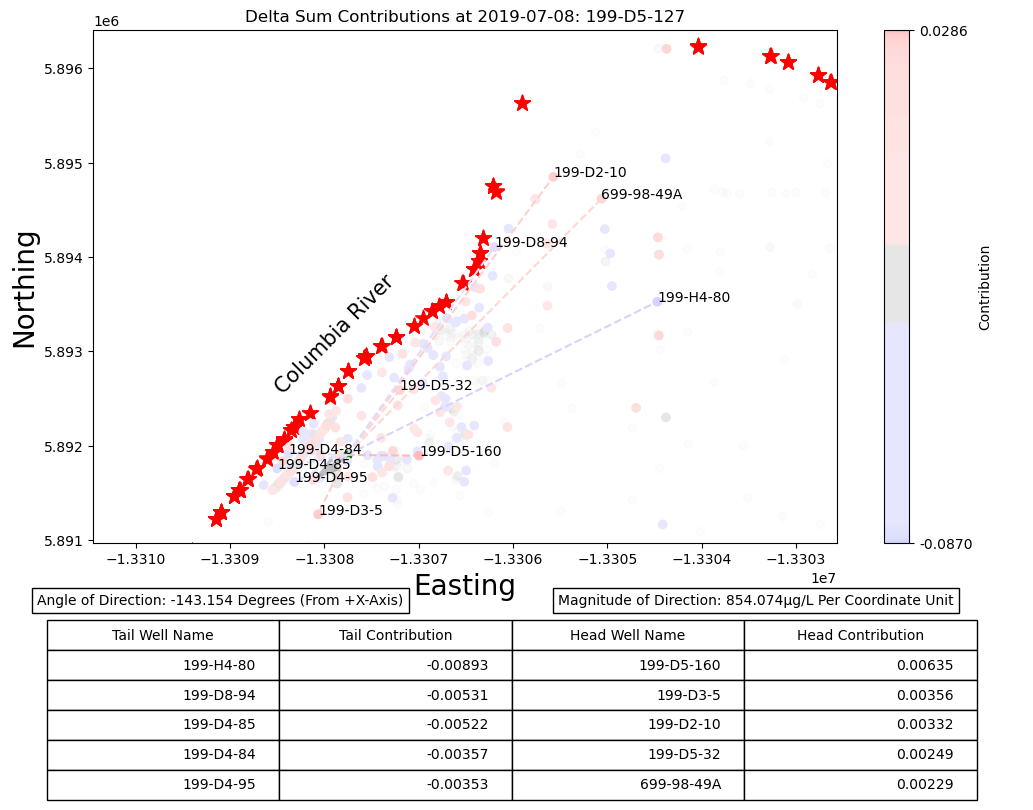 Delta Sum Contributions at 2019-07-08: 199-D5-127
1e6
0.0286
5.896
5.895
5.894
5.893
5.892
5.891
Northing
199-D2-10
699-98-49A
199-D8-94
199-H4-80
Columbia River
199-D5-32
199-D4-84
199-D5-160
199-D4-85
199-D4-95
199-D3-5
Contribution
-0.0870
−1.3310 −1.3309 −1.3308 −1.3307 −1.3306 −1.3305 −1.3304 −1.3303
1e7
Easting
Angle of Direction: -143.154 Degrees (From +X-Axis)
Magnitude of Direction: 854.074μg/L Per Coordinate Unit
Tail Well Name Tail Contribution Head Well Name Head Contribution
199-H4-80 -0.00893 199-D5-160 0.00635
199-D8-94 -0.00531 199-D3-5 0.00356
199-D4-85 -0.00522 199-D2-10 0.00332
199-D4-84 -0.00357 199-D5-32 0.00249
199-D4-95 -0.00353 699-98-49A 0.00229